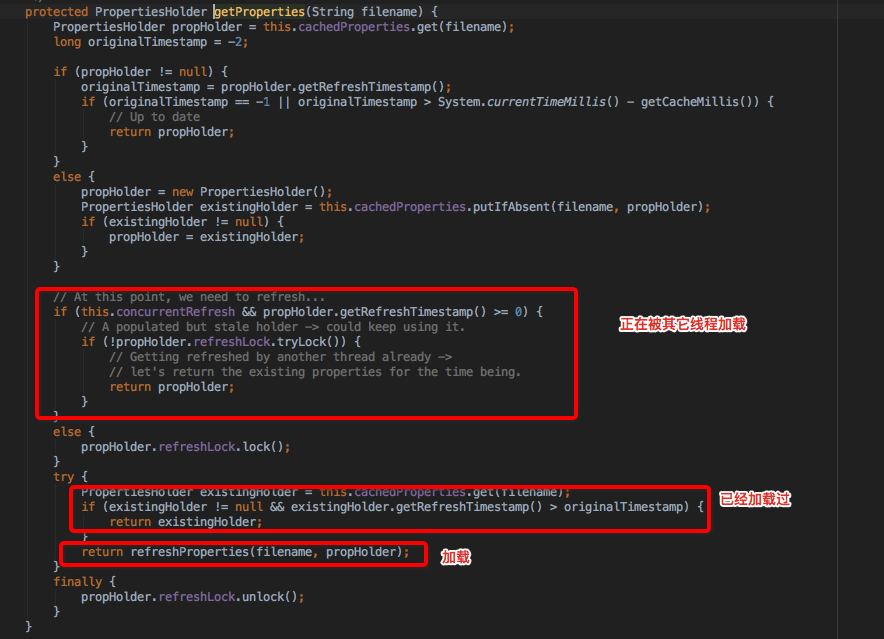 protected PropertiesHolder getProperties(String filename) {
PropertiesHolder propHolder = this.cachedProperties.get(filename);
long originalTimestamp = -2;
if (propHolder != null) {
originalTimestamp = propHolder.getRefreshTimestamp();
if (originalTimestamp == -1 || originalTimestamp > System.currentTimeMillis() - getCacheMillis()) {
// Up to date
return propHolder;
}
}
else {
propHolder = new PropertiesHolder();
PropertiesHolder existingHolder = this.cachedProperties.putIfAbsent(filename, propHolder);
if (existingHolder != null) {
propHolder = existingHolder;
}
}
// At this point, we need to refresh...
if (this.concurrentRefresh && propHolder.getRefreshTimestamp() >= 0) {
正在被其它线程加载
// A populated but stale holder -> could keep using it.
if (!propHolder.refreshLock.tryLock()) {
// Getting refreshed by another thread already ->
// let's return the existing properties for the time being.
return propHolder;
}
}
else {
propHolder.refreshLock.lock();
}
try {
PropertiesHolder existingHolder = this.cachedProperties.get(filename);
if (existingHolder != null && existingHolder.getRefreshTimestamp() > originalTimestamp) {
已经加载过
return existingHolder;
}
return refreshProperties(filename, propHolder);
加载
}
finally {
propHolder.refreshLock.unlock();
}
}